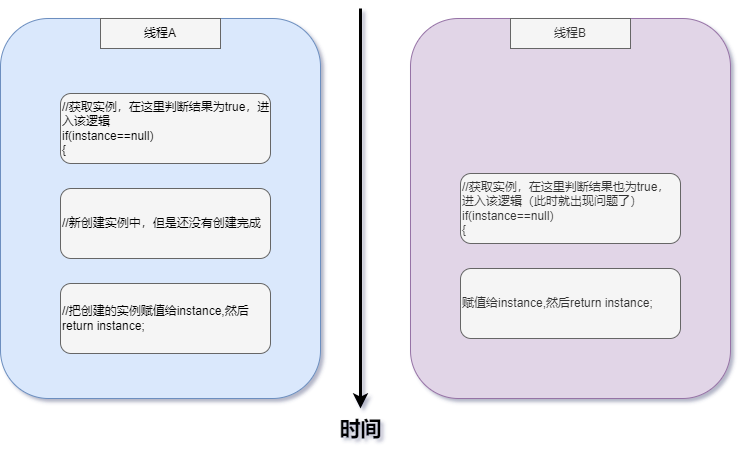 线程A
//获取实例，在这里判断结果为true，进
入该逻辑
if(instance==null)
{
//新创建实例中，但是还没有创建完成
//把创建的实例赋值给instance,然后
return instance;
线程B
//获取实例，在这里判断结果也为true，
进入该逻辑（此时就出现问题了）
if(instance==null)
{
赋值给instance,然后return instance;
时间